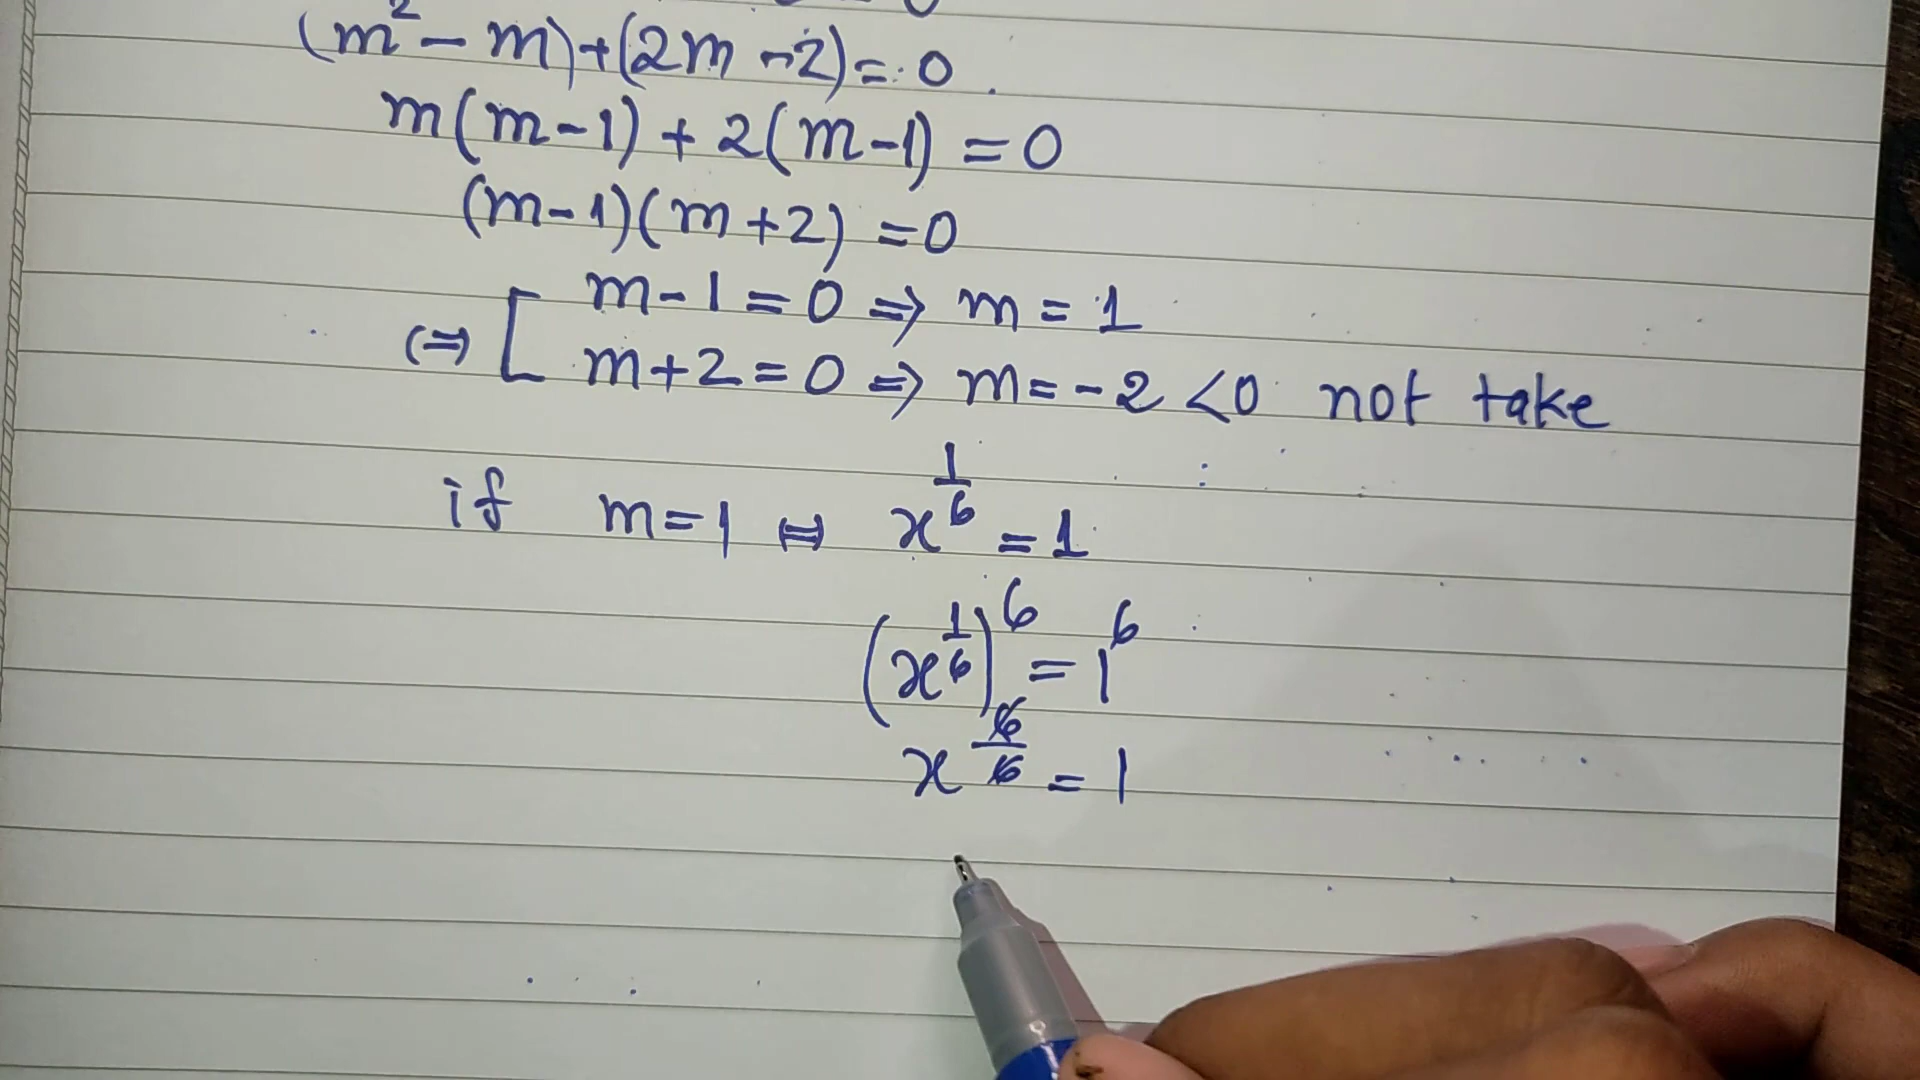 (m² - m) + (2m - 2) = 0
m(m-1) + 2(m-1) = 0
(m-1)(m+2) = 0
⇔ [ m-1 = 0 ⇒ m = 1
m+2 = 0 ⇒ m = -2 < 0 not take
if m=1 ⇔ x^(1/6) = 1
(x^(1/6))^6 = 1^6
x^(6/6) = 1